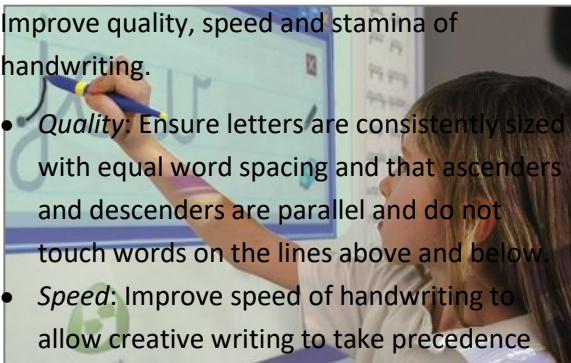 Improve quality, speed and stamina of
handwriting.
• Quality: Ensure letters are consistently sized
with equal word spacing and that ascenders
and descenders are parallel and do not
touch words on the lines above and below.
• Speed: Improve speed of handwriting to
allow creative writing to take precedence